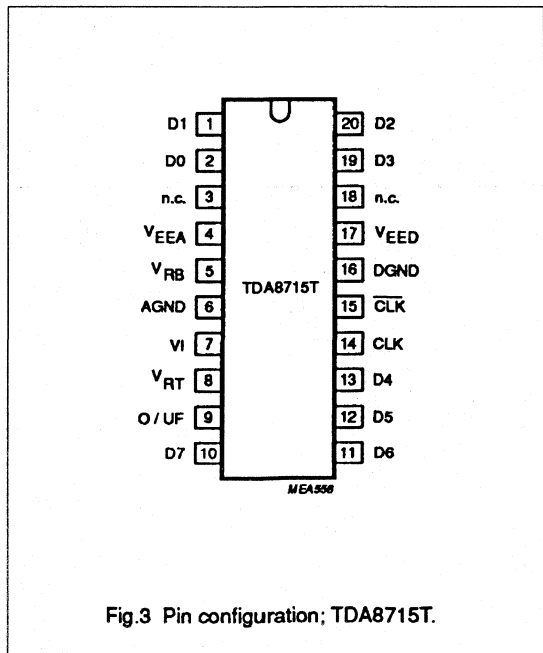 D1 1 20 D2
D0 2 19 D3
n.c. 3 18 n.c.
VEEA 4 17 VEED
VRB 5 16 DGND
TDA8715T
AGND 6 15 CLK
VI 7 14 CLK
VRT 8 13 D4
O / UF 9 12 D5
D7 10 11 D6
MEA556
Fig.3 Pin configuration; TDA8715T.